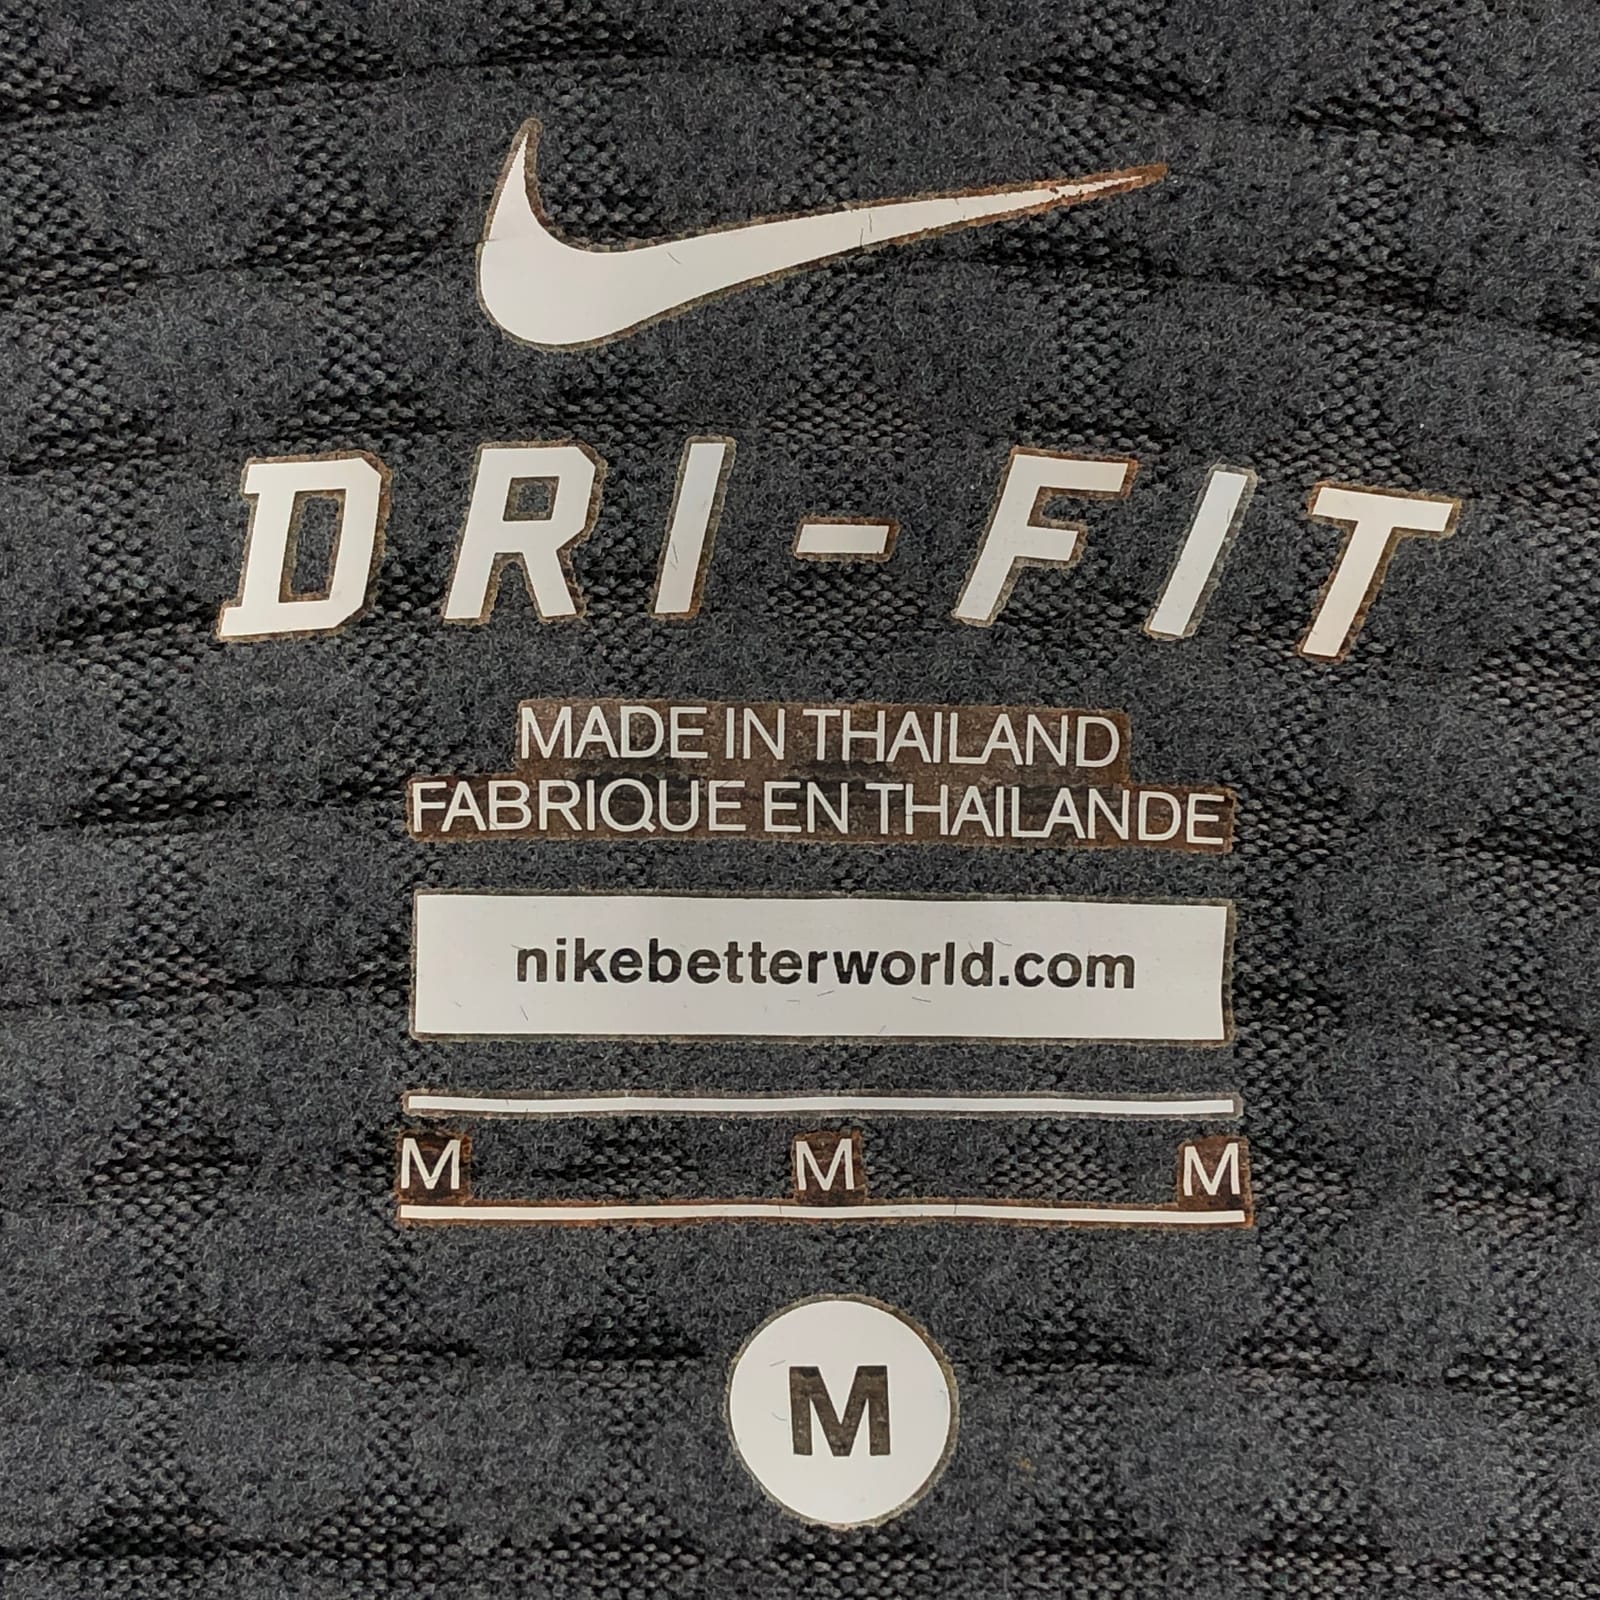 DRI-FIT
MADE IN THAILAND
FABRIQUE EN THAILANDE
nikebetterworld.com
M M M
M